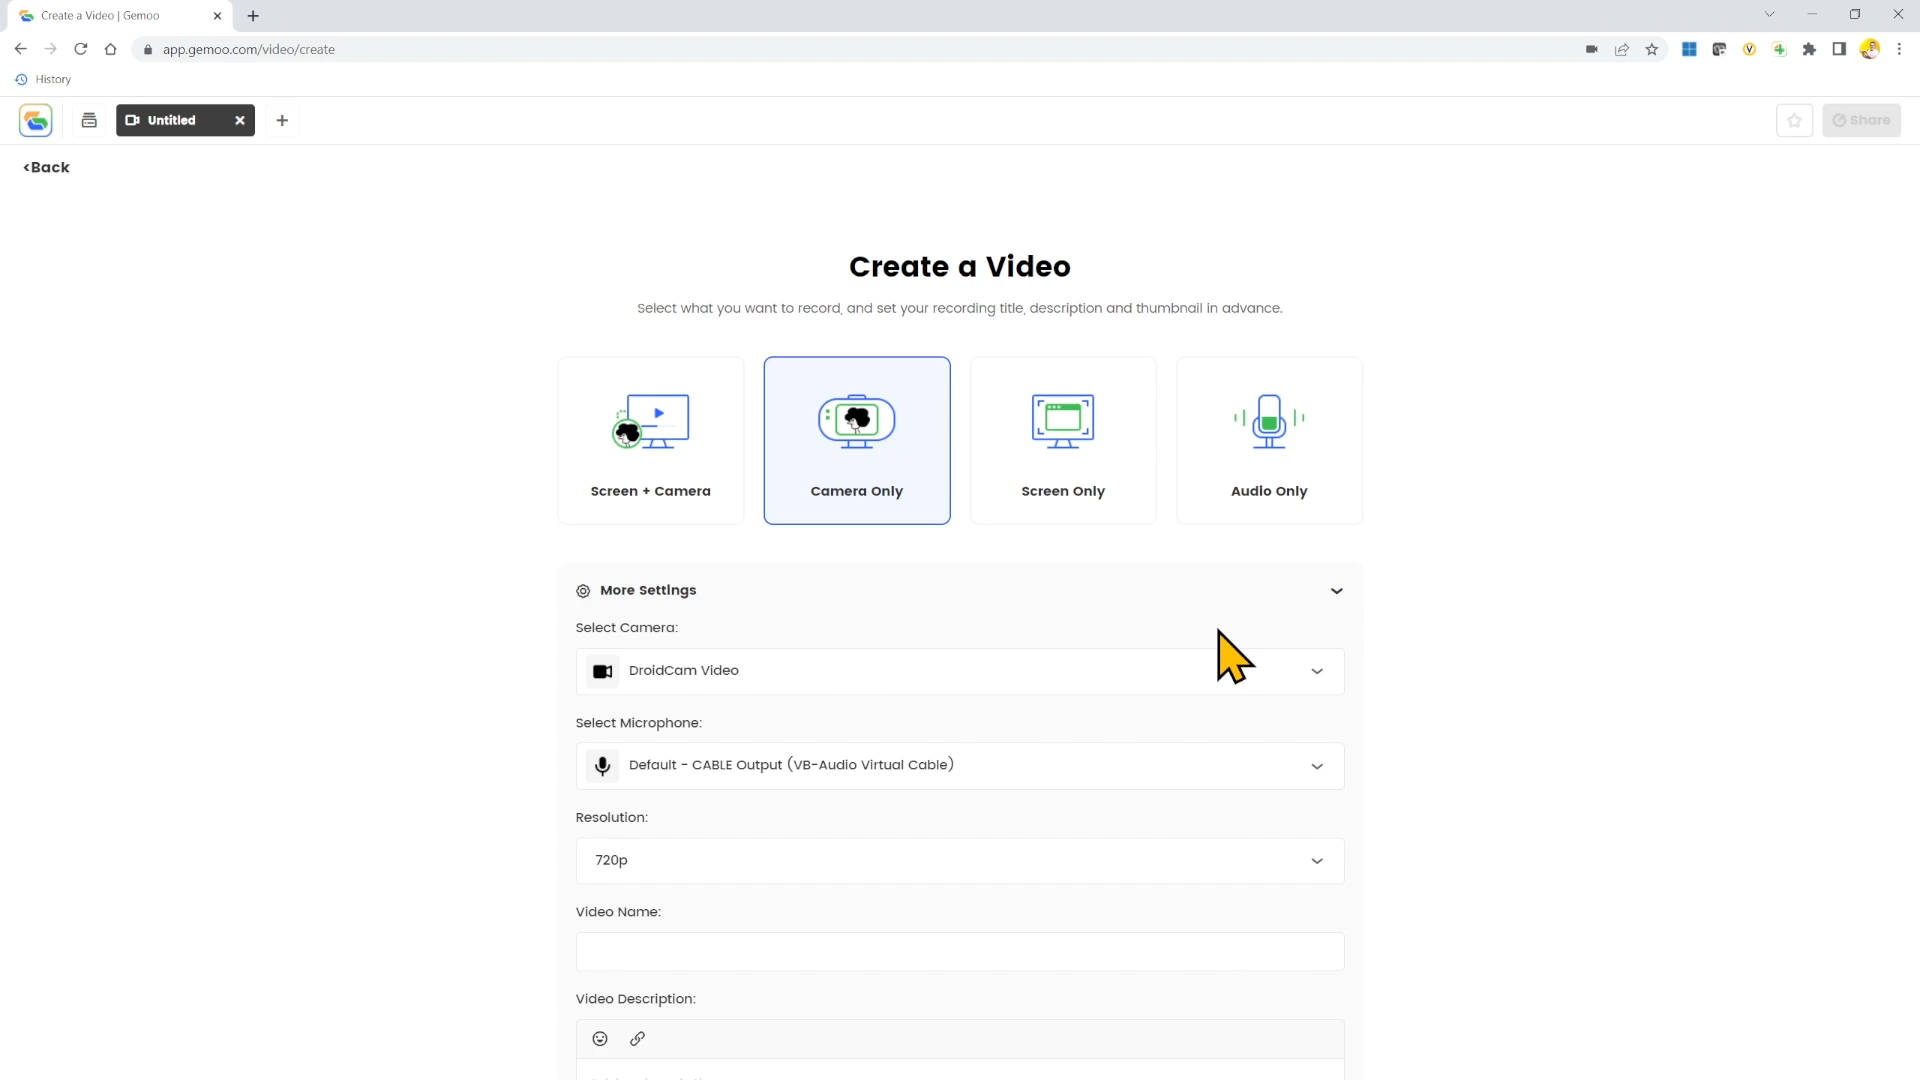 Create a Video | Gemoo
app.gemoo.com/video/create
History
Untitled
Share
<Back
Create a Video
Select what you want to record, and set your recording title, description and thumbnail in advance.
Screen + Camera
Camera Only
Screen Only
Audio Only
More Settings
Select Camera:
DroidCam Video
Select Microphone:
Default - CABLE Output (VB-Audio Virtual Cable)
Resolution:
720p
Video Name:
Video Description: